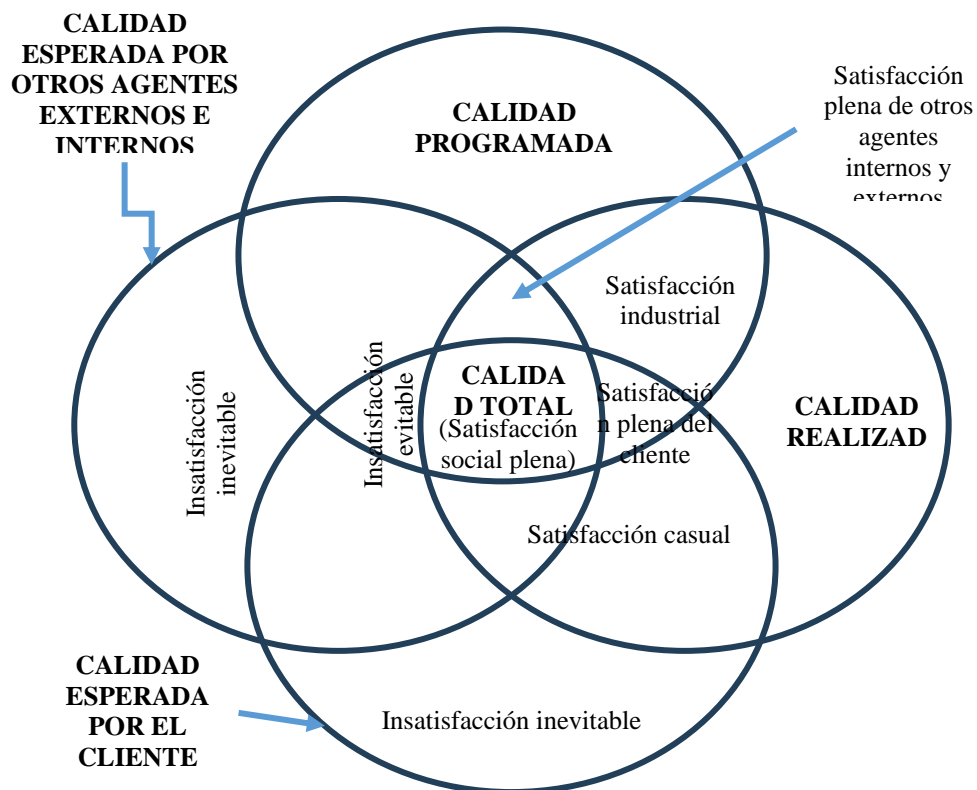 CALIDAD
ESPERADA POR
OTROS AGENTES
EXTERNOS E
INTERNOS
CALIDAD
PROGRAMADA
Satisfacción
plena de otros
agentes
internos y
externos
Satisfacción
industrial
Insatisfacción
inevitable
Insatisfacción
evitable
CALIDA
D TOTAL
(Satisfacción
social plena)
Satisfacció
n plena del
cliente
CALIDAD
REALIZAD
Satisfacción casual
CALIDAD
ESPERADA
POR EL
CLIENTE
Insatisfacción inevitable